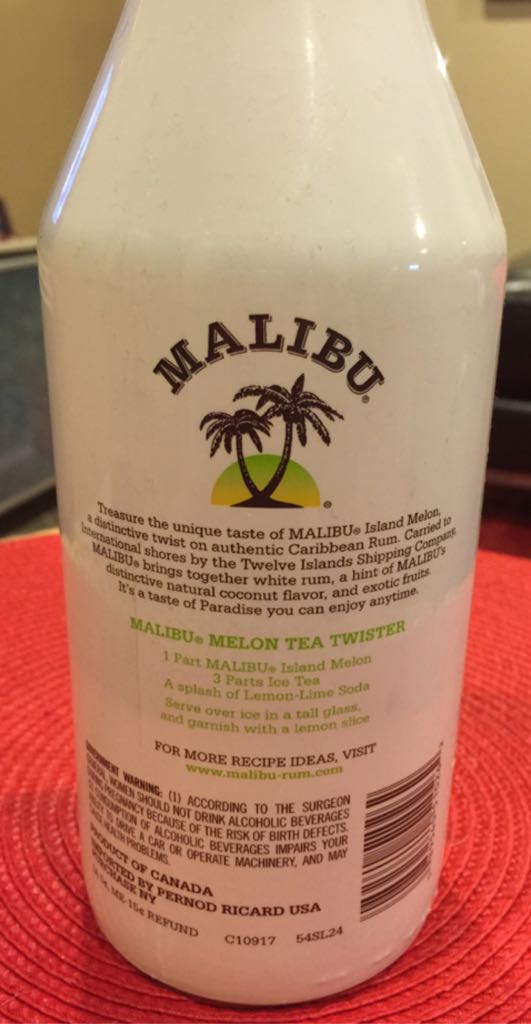 MALIBU®
®
Treasure the unique taste of MALIBU® Island Melon,
a distinctive twist on authentic Caribbean Rum. Carried to
international shores by the Twelve Islands Shipping Company,
MALIBU® brings together white rum, a hint of MALIBU's
distinctive natural coconut flavor, and exotic fruits.
It's a taste of Paradise you can enjoy anytime.
MALIBU® MELON TEA TWISTER
1 Part MALIBU® Island Melon
3 Parts Ice Tea
A splash of Lemon-Lime Soda
Serve over ice in a tall glass,
and garnish with a lemon slice
FOR MORE RECIPE IDEAS, VISIT
www.malibu-rum.com
WARNING: (1) ACCORDING TO THE SURGEON
WOMEN SHOULD NOT DRINK ALCOHOLIC BEVERAGES
PREGNANCY BECAUSE OF THE RISK OF BIRTH DEFECTS.
CONSUMPTION OF ALCOHOLIC BEVERAGES IMPAIRS YOUR
TO DRIVE A CAR OR OPERATE MACHINERY, AND MAY
HEALTH PROBLEMS.
PRODUCT OF CANADA
BY PERNOD RICARD USA
PURCHASE NY
ME-15¢ REFUND C10917 54SL24